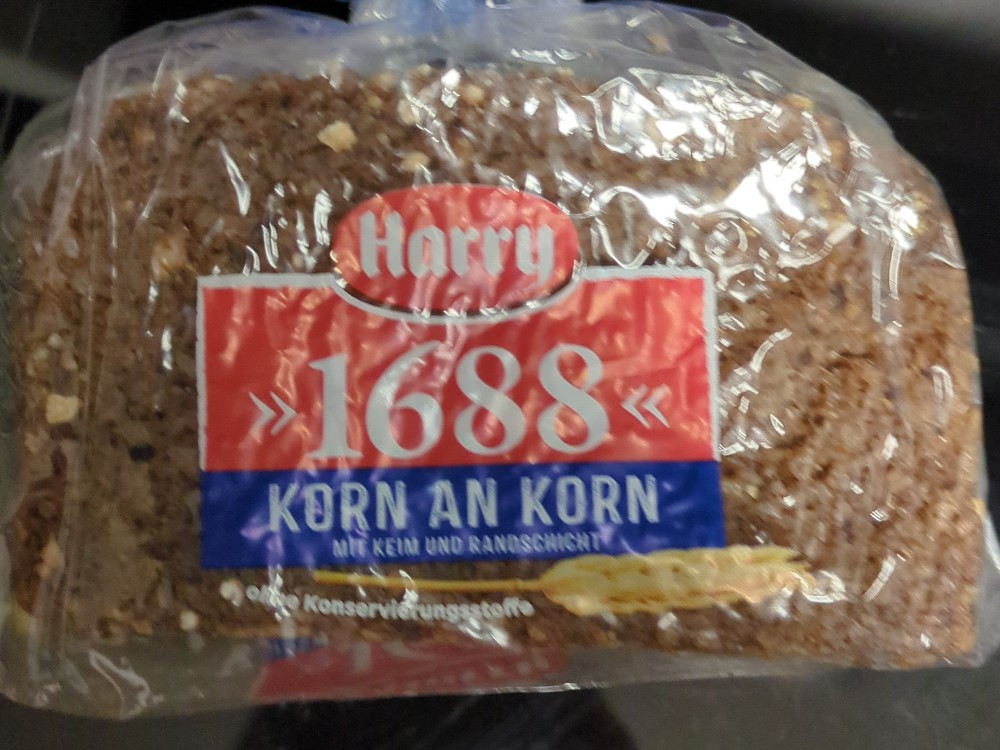 Harry
»1688«
KORN AN KORN
MIT KEIM UND RANDSCHICHT
ohne Konservierungsstoffe